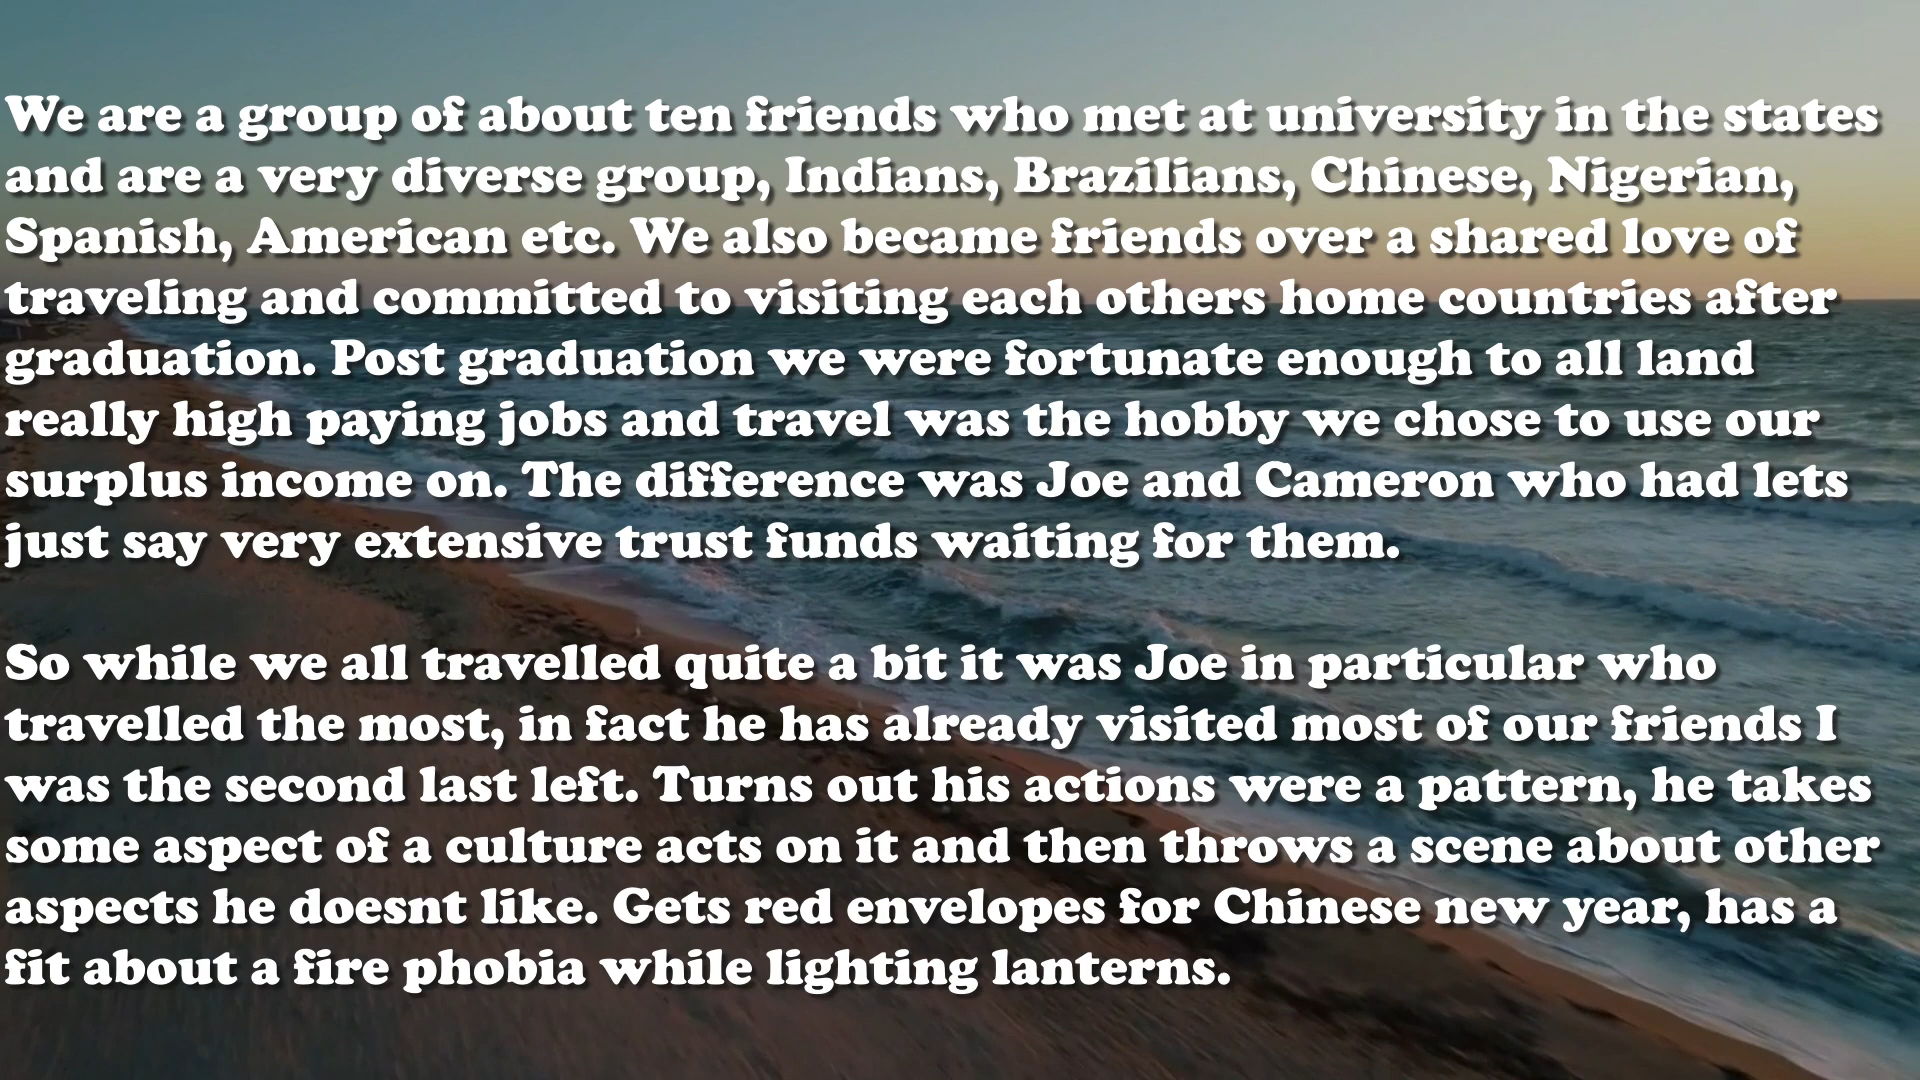 We are a group of about ten friends who met at university in the states
and are a very diverse group, Indians, Brazilians, Chinese, Nigerian,
Spanish, American etc. We also became friends over a shared love of
traveling and committed to visiting each others home countries after
graduation. Post graduation we were fortunate enough to all land
really high paying jobs and travel was the hobby we chose to use our
surplus income on. The difference was Joe and Cameron who had lets
just say very extensive trust funds waiting for them.
So while we all travelled quite a bit it was Joe in particular who
travelled the most, in fact he has already visited most of our friends I
was the second last left. Turns out his actions were a pattern, he takes
some aspect of a culture acts on it and then throws a scene about other
aspects he doesnt like. Gets red envelopes for Chinese new year, has a
fit about a fire phobia while lighting lanterns.